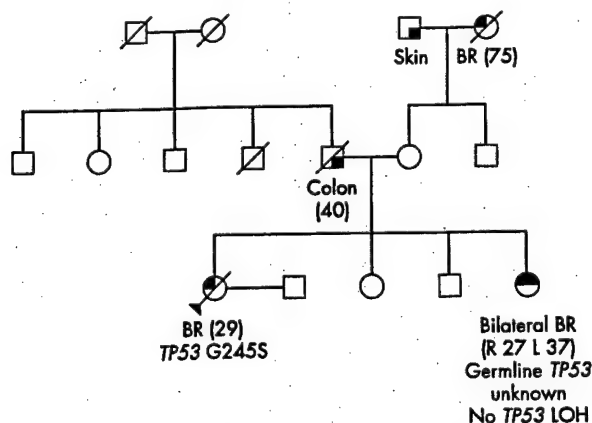 Skin
BR (75)
Colon
(40)
BR (29)
TP53 G245S
Bilateral BR
(R 27 L 37)
Germline TP53
unknown
No TP53 LOH